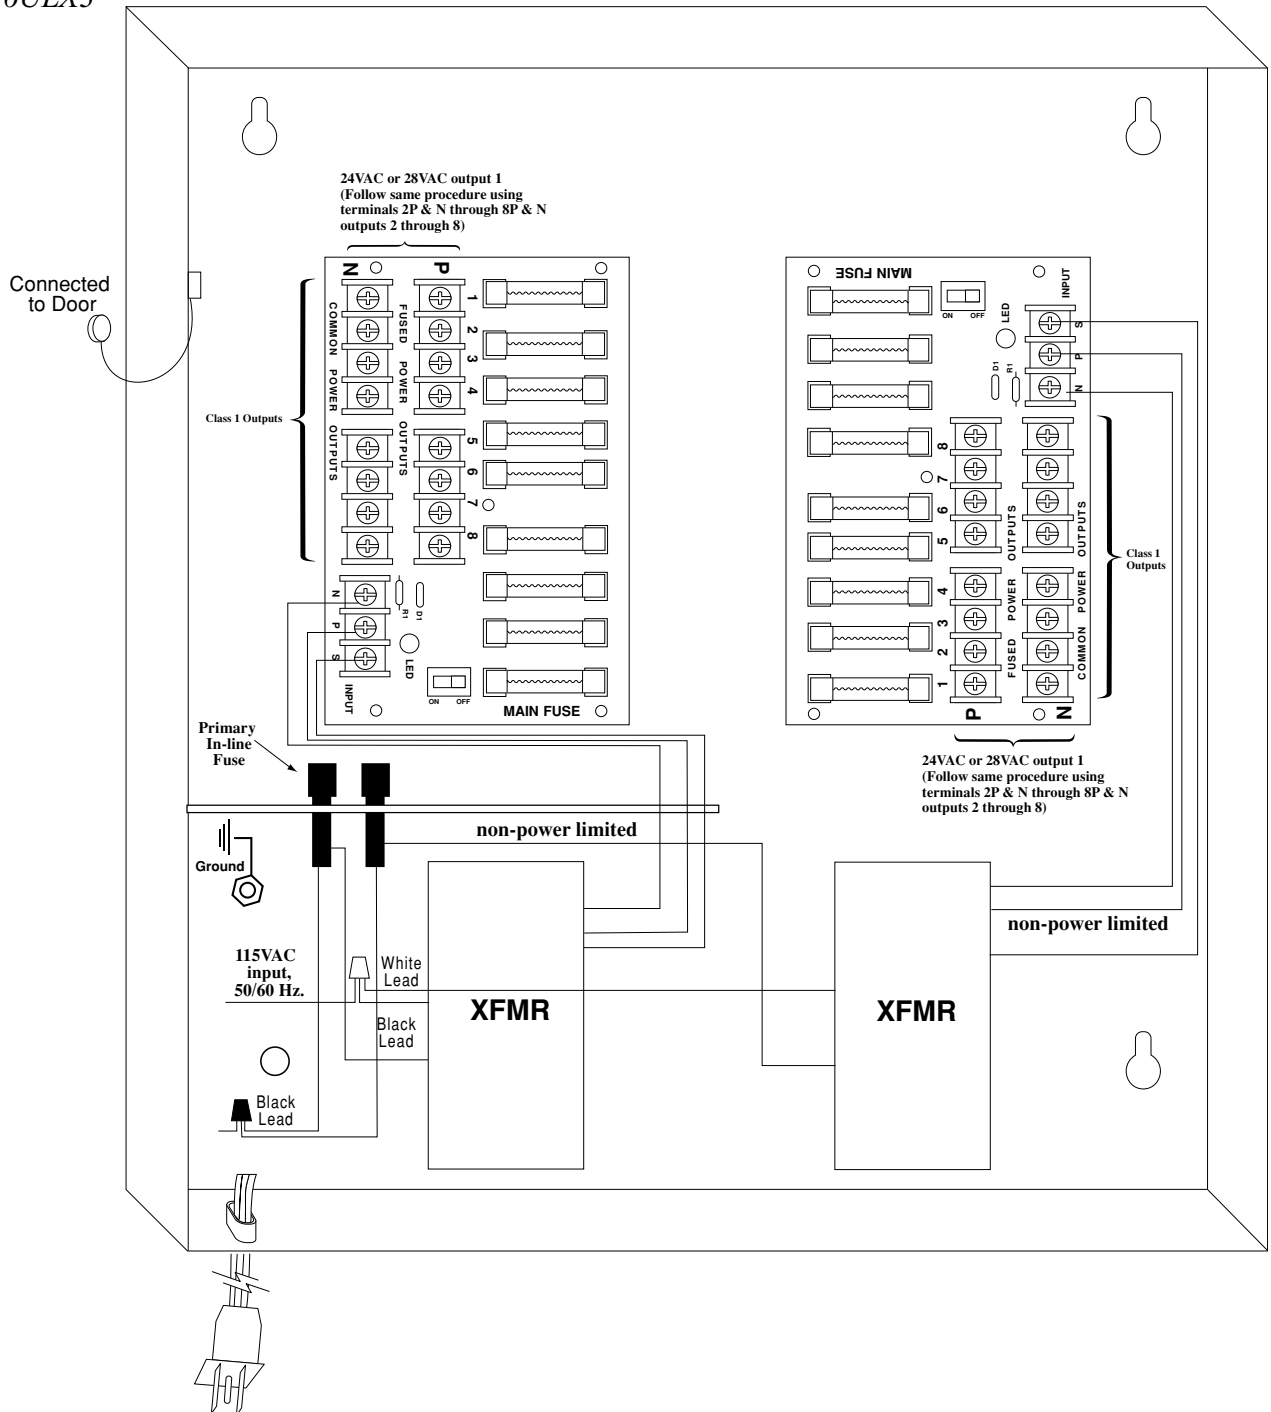 24VAC or 28VAC output 1
(Follow same procedure using
terminals 2P & N through 8P & N
outputs 2 through 8)
Connected
to Door
Class 1 Outputs
N
P
COMMON POWER OUTPUTS
FUSED POWER OUTPUTS
1
2
3
4
5
6
7
8
N
P
S
INPUT
R1
D1
LED
ON OFF
MAIN FUSE
MAIN FUSE
ON OFF
LED
INPUT
S
P
N
D1
R1
8
7
6
5
4
3
2
1
FUSED POWER OUTPUTS
COMMON POWER OUTPUTS
P
N
Class 1
Outputs
24VAC or 28VAC output 1
(Follow same procedure using
terminals 2P & N through 8P & N
outputs 2 through 8)
Primary
In-line
Fuse
non-power limited
Ground
115VAC
input,
50/60 Hz.
White
Lead
Black
Lead
XFMR
XFMR
non-power limited
Black
Lead